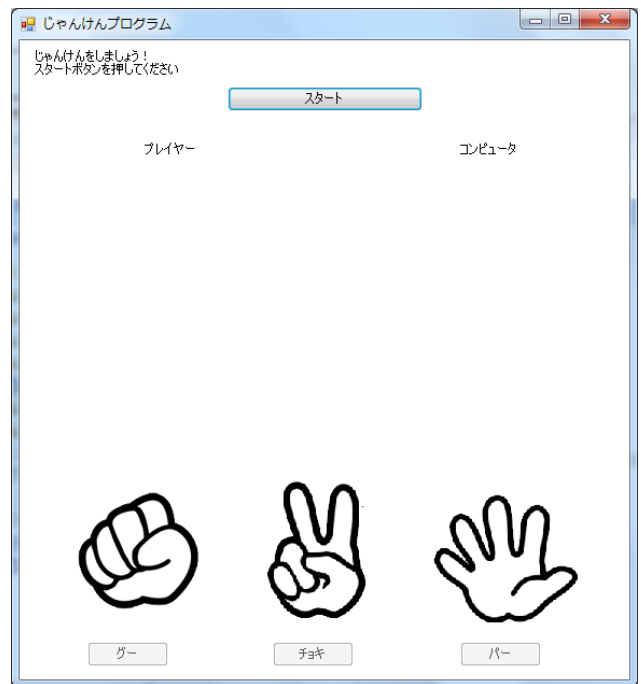 じゃんけんプログラム
じゃんけんをしましょう！
スタートボタンを押してください
スタート
プレイヤー
コンピュータ
グー
チョキ
パー